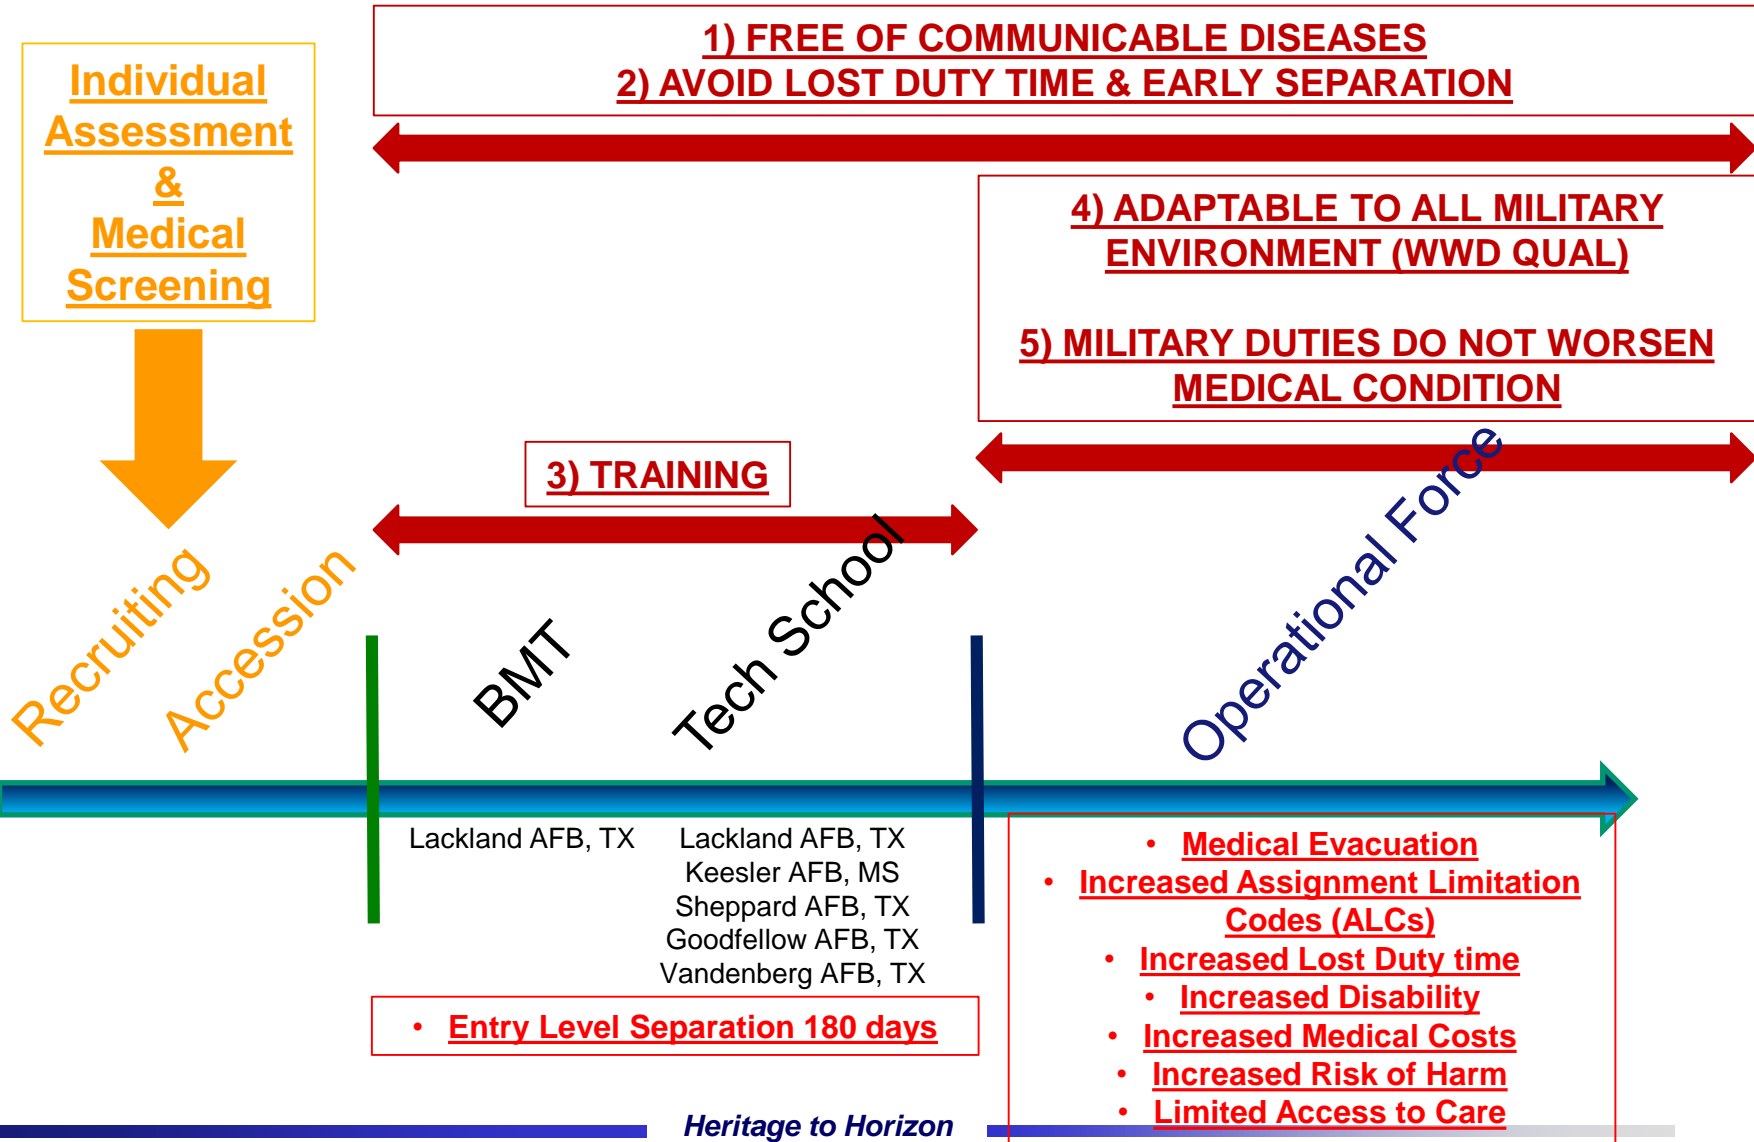 Individual
Assessment
&
Medical
Screening
1) FREE OF COMMUNICABLE DISEASES
2) AVOID LOST DUTY TIME & EARLY SEPARATION
4) ADAPTABLE TO ALL MILITARY
ENVIRONMENT (WWD QUAL)
5) MILITARY DUTIES DO NOT WORSEN
MEDICAL CONDITION
3) TRAINING
Recruiting
Accession
BMT
Tech School
Operational Force
Lackland AFB, TX
Lackland AFB, TX
Keesler AFB, MS
Sheppard AFB, TX
Goodfellow AFB, TX
Vandenberg AFB, TX
• Entry Level Separation 180 days
• Medical Evacuation
• Increased Assignment Limitation
Codes (ALCs)
• Increased Lost Duty time
• Increased Disability
• Increased Medical Costs
• Increased Risk of Harm
• Limited Access to Care
Heritage to Horizon